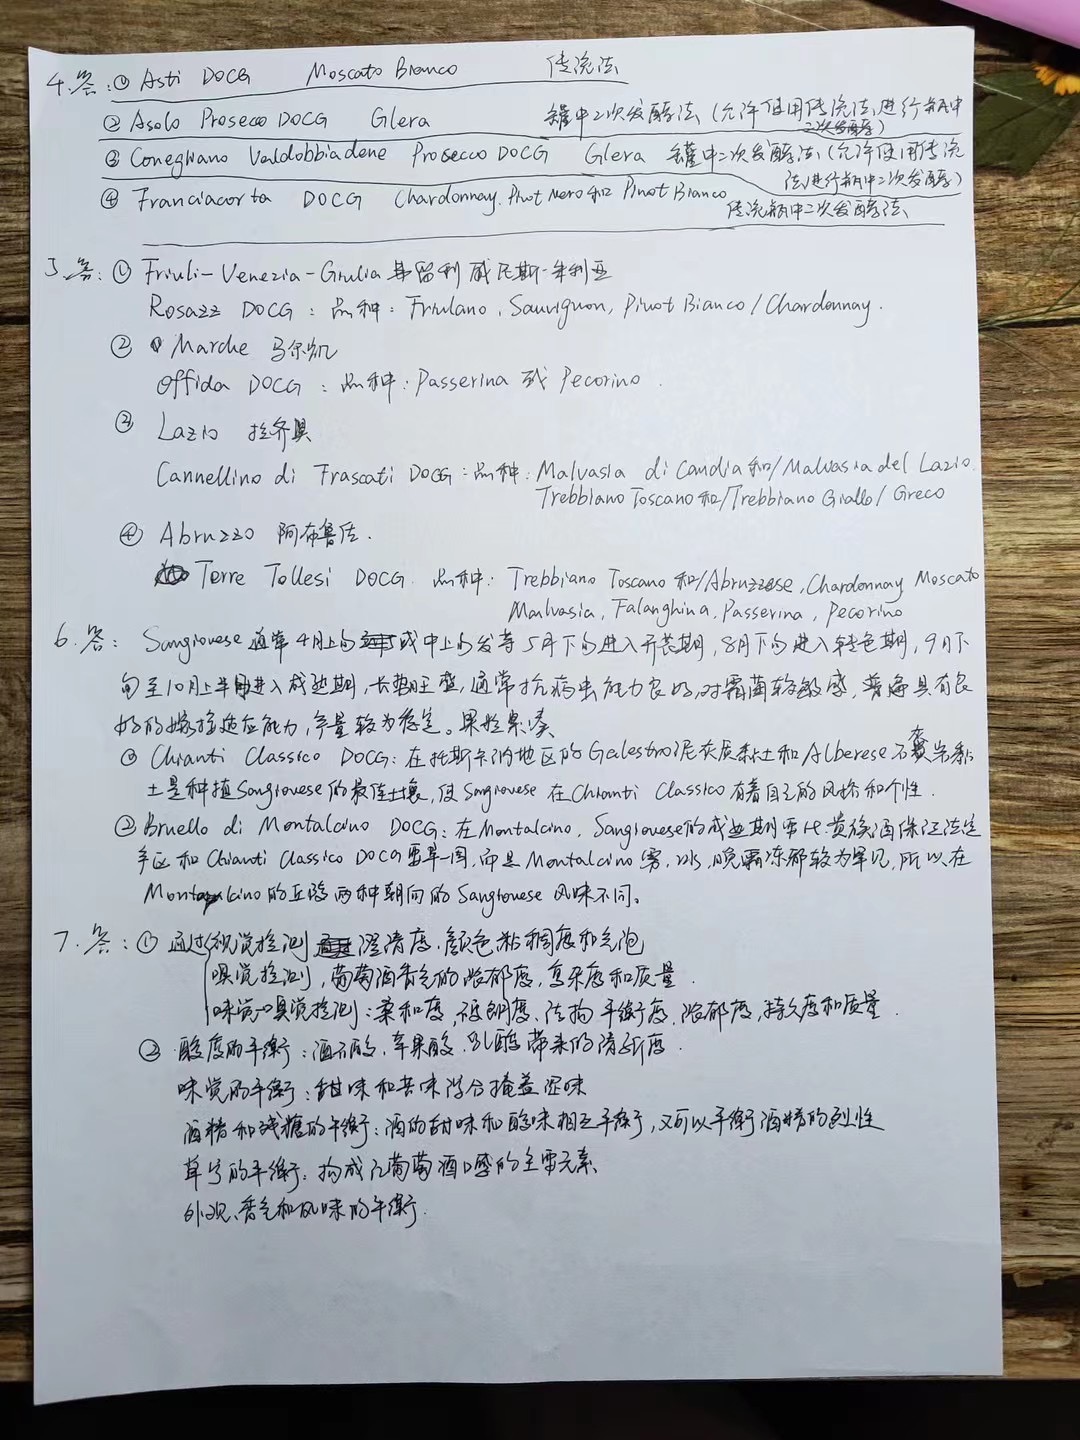 4.答:① Asti DOCG Moscato Bianco 传统法
② Asolo Prosecco DOCG Glera 罐中二次发酵法(允许使用传统法进行瓶中
二次发酵)
③ Conegliano Valdobbiadene Prosecco DOCG Glera 罐中二次发酵法(允许使用传统
法进行瓶中二次发酵)
④ Franciacorta DOCG Chardonnay. Pinot Nero和 Pinot Bianco
传统瓶中二次发酵法
5.答:① Friuli-Venezia-Giulia 弗留利威尼斯-朱利亚
Rosazz DOCG:品种:Friulano, Sauvignon, Pinot Bianco/Chardonnay.
② Marche 马尔凯
Offida DOCG:品种:Passerina 或 Pecorino.
③ Lazio 拉齐奥
Cannellino di Frascati DOCG:品种:Malvasia di Candia和/Malvasia del Lazio.
Trebbiano Toscano和/Trebbiano Giallo/Greco
④ Abruzzo 阿布鲁佐.
Terre Tollesi DOCG 品种:Trebbiano Toscano和/Abruzzese, Chardonnay Moscato
Malvasia, Falanghina, Passerina, Pecorino
6.答:Sangiovese通常4月上旬或中上旬发芽5月下旬进入开花期,8月下旬进入转色期,9月下
旬至10月上半月进入成熟期,长势旺盛,通常抗病虫能力良好,对霜菌较敏感,普遍具有良
好的嫁接适应能力,产量较为稳定。果粒紧凑
① Chianti Classico DOCG:在托斯卡纳地区的Galestro泥灰质黏土和Alberese石灰岩黏
土是种植Sangiovese的最佳土壤,使Sangiovese 在Chianti Classico有着自己的风格和个性.
② Bruello di Montalcino DOCG:在Montalcino, Sangiovese的成熟期要比贵族酒保证法定
产区和Chianti Classico DOCG要早一周,而且Montalcino雾,冰,晚霜冻都较为罕见,所以在
Montalcino的丘陵两种朝向的Sangiovese 风味不同。
7.答:① 通过(视觉检测)澄清度.颜色粘稠度和气泡
嗅觉检测,葡萄酒香气的浓郁度,复杂度和质量.
味觉和嗅觉检测:柔和度,活跃度、结构平衡度,浓郁度,持久度和质量.
② 酸度的平衡:酒石酸,苹果酸,乳酸带来的清新度.
味觉的平衡:甜味和苦味部分掩盖涩味
酒精和残糖的平衡:酒的甜味和酸味相互平衡,又可以平衡酒精的烈性
单宁的平衡:构成了葡萄酒口感的主要元素
外观、香气和风味的平衡.